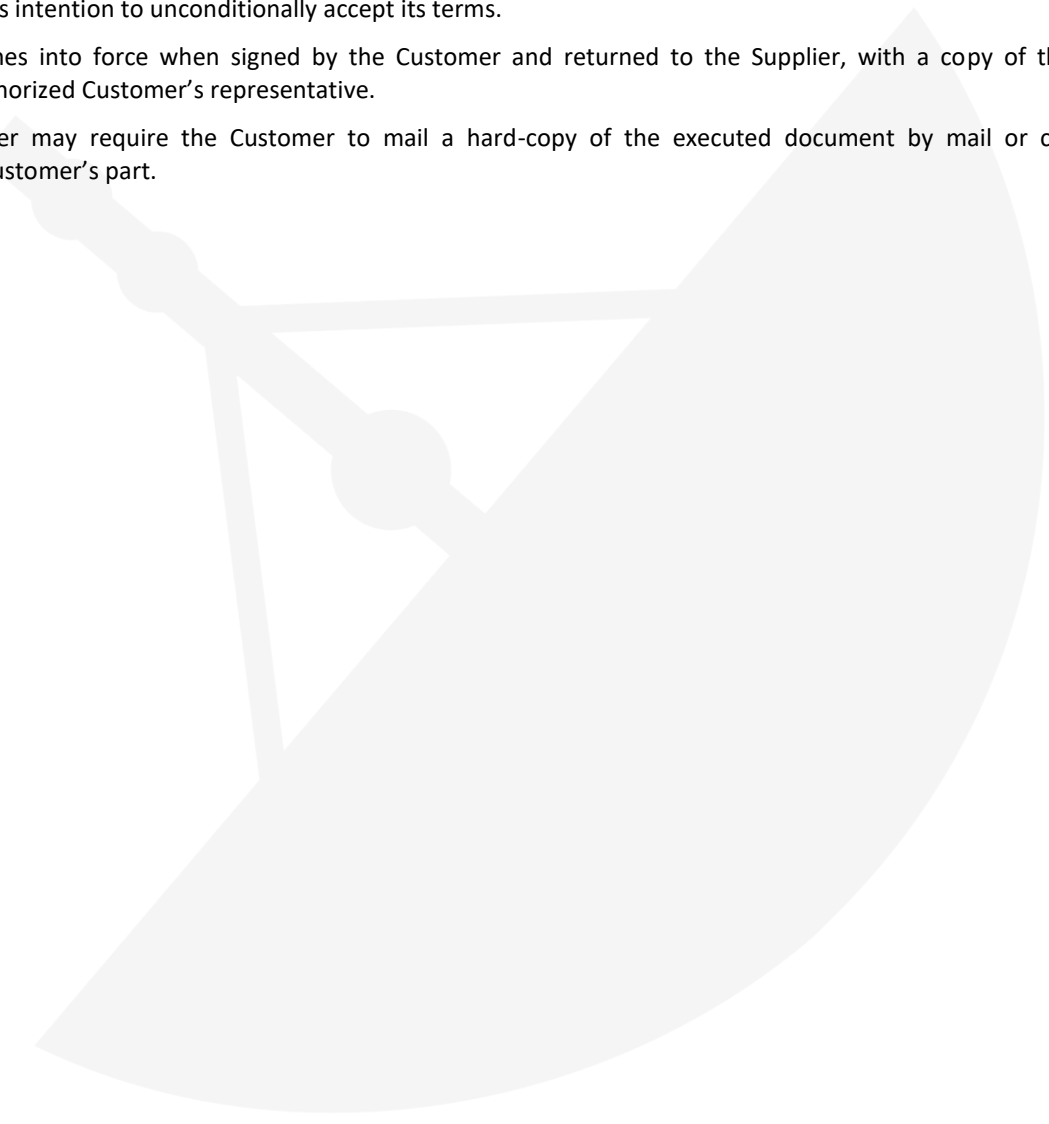 s intention to unconditionally accept its terms.
nes into force when signed by the Customer and returned to the Supplier, with a copy of th
horized Customer’s representative.
er may require the Customer to mail a hard-copy of the executed document by mail or c
ustomer’s part.